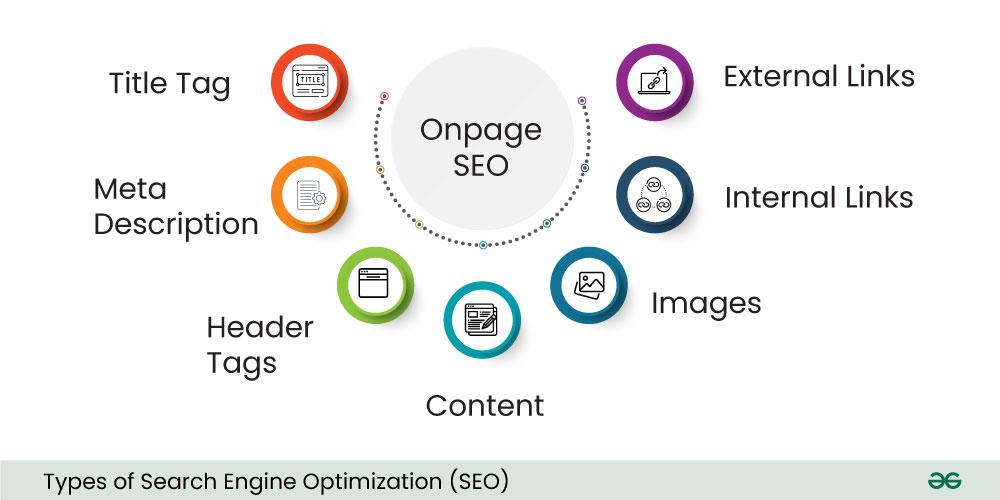 Onpage
SEO
Title Tag
TITLE
Meta
Description
Header
Tags
Content
Images
Internal Links
External Links
Types of Search Engine Optimization (SEO)